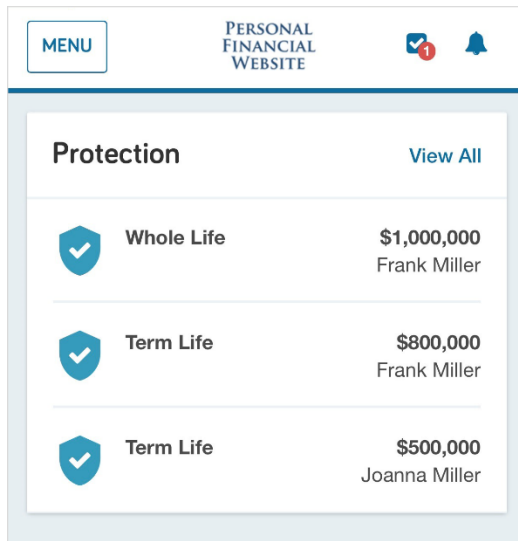 MENU
PERSONAL
FINANCIAL
WEBSITE
1
Protection
View All
Whole Life
$1,000,000
Frank Miller
Term Life
$800,000
Frank Miller
Term Life
$500,000
Joanna Miller